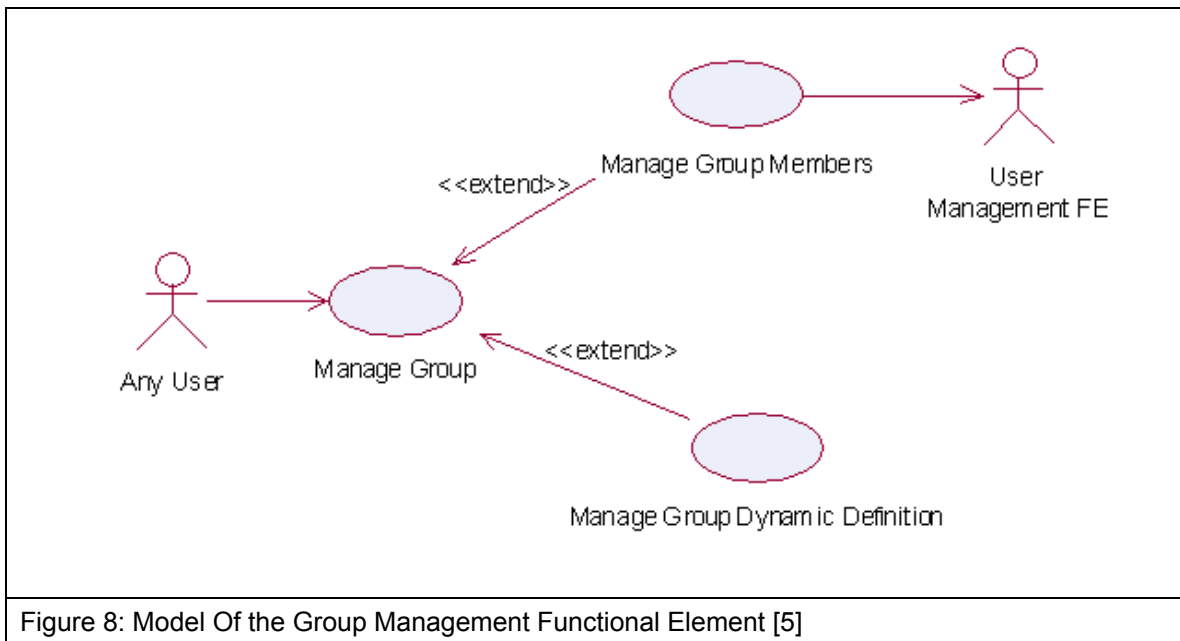 Manage Group Members
<<extend>>
User
Management FE
Any User
Manage Group
<<extend>>
Manage Group Dynamic Definition
Figure 8: Model Of the Group Management Functional Element [5]